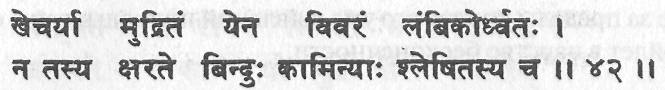 खेचर्या मुद्रितं येन विवरं लंबिकोर्ध्वतः ।
न तस्य क्षरते बिन्दुः कामिन्याः श्लेषितस्य च ॥ ४२ ॥